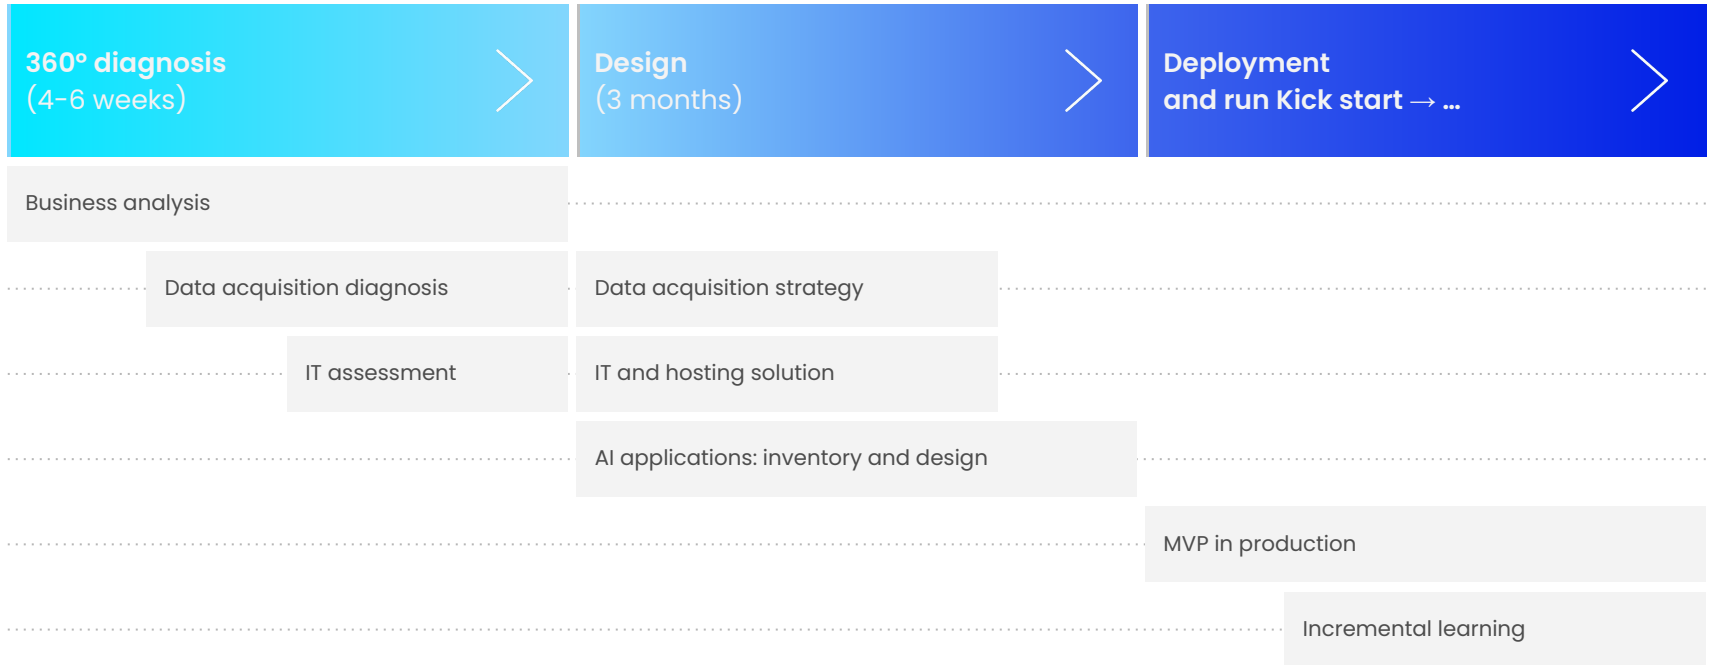 360° diagnosis
(4-6 weeks)
Design
(3 months)
Deployment
and run Kick start → ...
Business analysis
Data acquisition diagnosis
Data acquisition strategy
IT assessment
IT and hosting solution
AI applications: inventory and design
MVP in production
Incremental learning